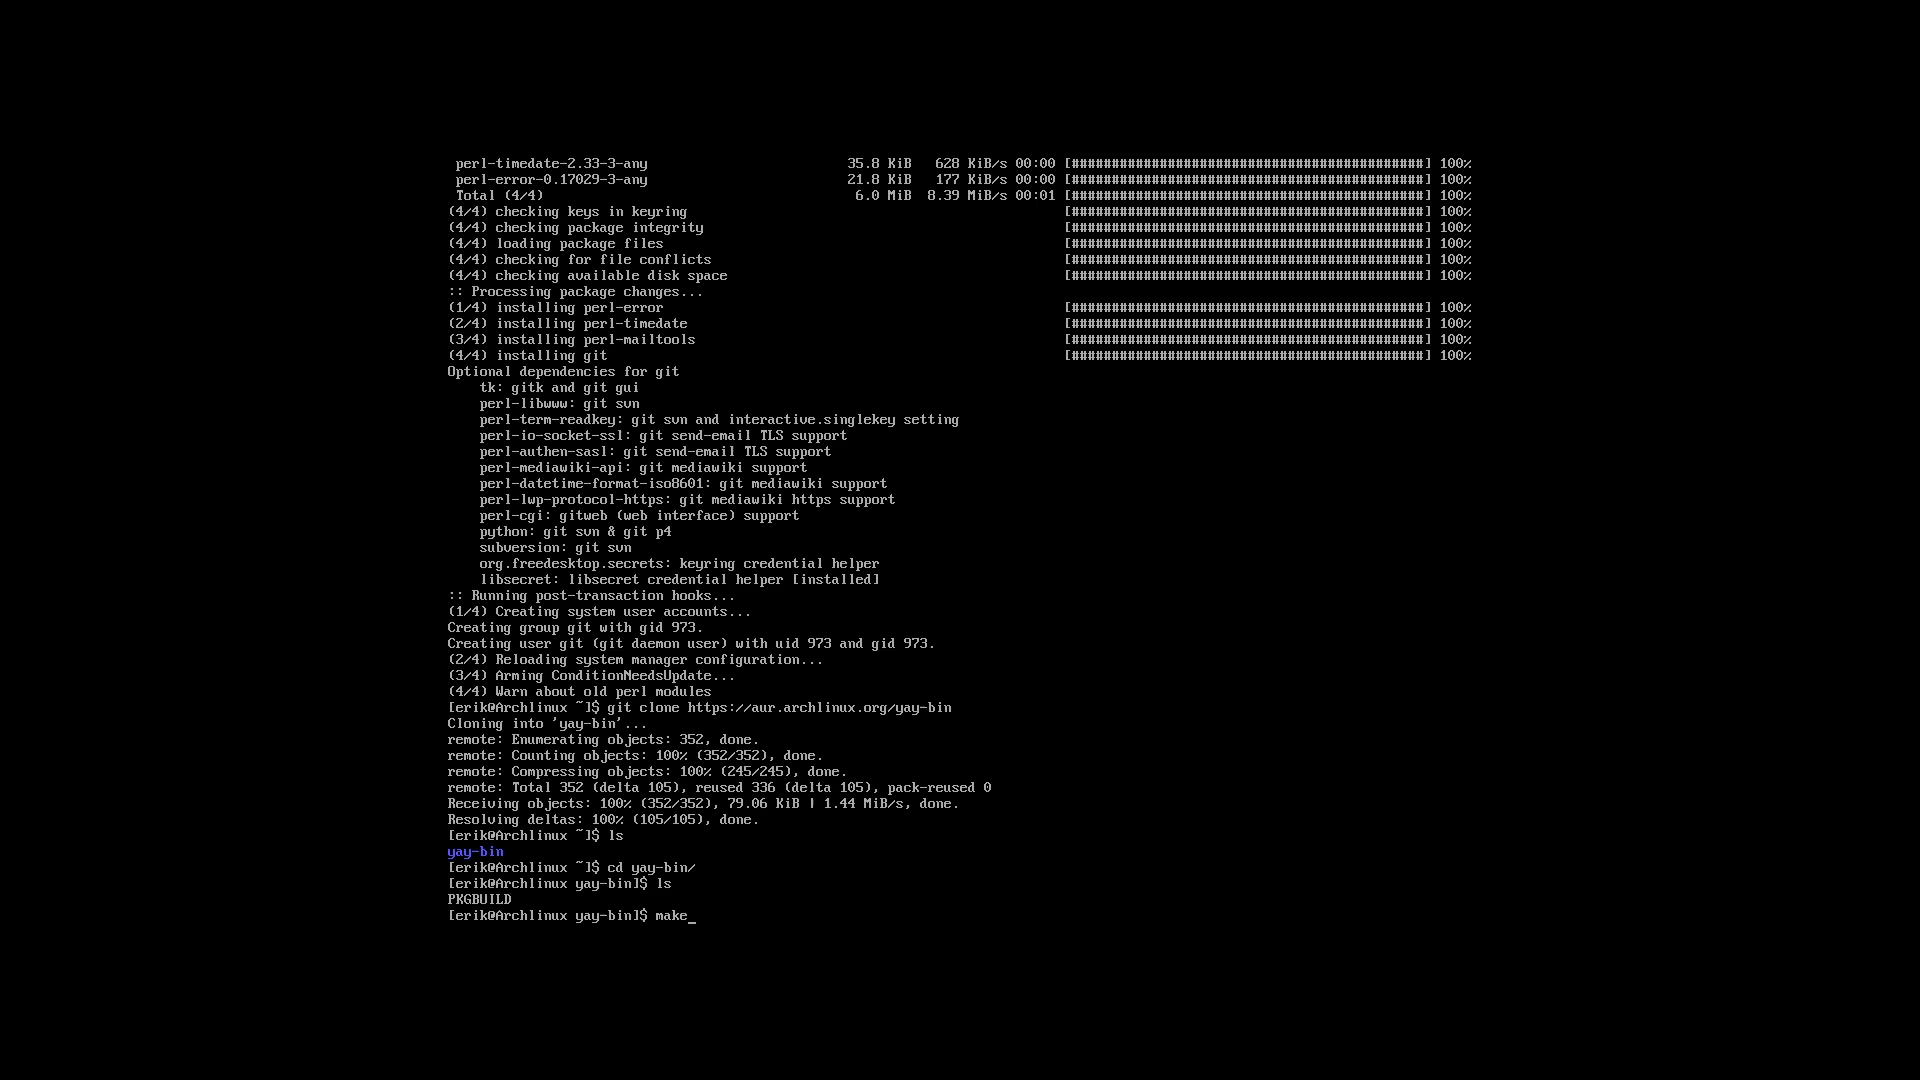 perl-timedate-2.33-3-any 35.8 KiB 628 KiB/s 00:00 [############################################] 100%
perl-error-0.17029-3-any 21.8 KiB 177 KiB/s 00:00 [############################################] 100%
Total (4/4) 6.0 MiB 8.39 MiB/s 00:01 [############################################] 100%
(4/4) checking keys in keyring [############################################] 100%
(4/4) checking package integrity [############################################] 100%
(4/4) loading package files [############################################] 100%
(4/4) checking for file conflicts [############################################] 100%
(4/4) checking available disk space [############################################] 100%
:: Processing package changes...
(1/4) installing perl-error [############################################] 100%
(2/4) installing perl-timedate [############################################] 100%
(3/4) installing perl-mailtools [############################################] 100%
(4/4) installing git [############################################] 100%
Optional dependencies for git
    tk: gitk and git gui
    perl-libwww: git svn
    perl-term-readkey: git svn and interactive.singlekey setting
    perl-io-socket-ssl: git send-email TLS support
    perl-authen-sasl: git send-email TLS support
    perl-mediawiki-api: git mediawiki support
    perl-datetime-format-iso8601: git mediawiki support
    perl-lwp-protocol-https: git mediawiki https support
    perl-cgi: gitweb (web interface) support
    python: git svn & git p4
    subversion: git svn
    org.freedesktop.secrets: keyring credential helper
    libsecret: libsecret credential helper [installed]
:: Running post-transaction hooks...
(1/4) Creating system user accounts...
Creating group git with gid 973.
Creating user git (git daemon user) with uid 973 and gid 973.
(2/4) Reloading system manager configuration...
(3/4) Arming ConditionNeedsUpdate...
(4/4) Warn about old perl modules
[erik@Archlinux ~]$ git clone https://aur.archlinux.org/yay-bin
Cloning into 'yay-bin'...
remote: Enumerating objects: 352, done.
remote: Counting objects: 100% (352/352), done.
remote: Compressing objects: 100% (245/245), done.
remote: Total 352 (delta 105), reused 336 (delta 105), pack-reused 0
Receiving objects: 100% (352/352), 79.06 KiB | 1.44 MiB/s, done.
Resolving deltas: 100% (105/105), done.
[erik@Archlinux ~]$ ls
yay-bin
[erik@Archlinux ~]$ cd yay-bin/
[erik@Archlinux yay-bin]$ ls
PKGBUILD
[erik@Archlinux yay-bin]$ make_